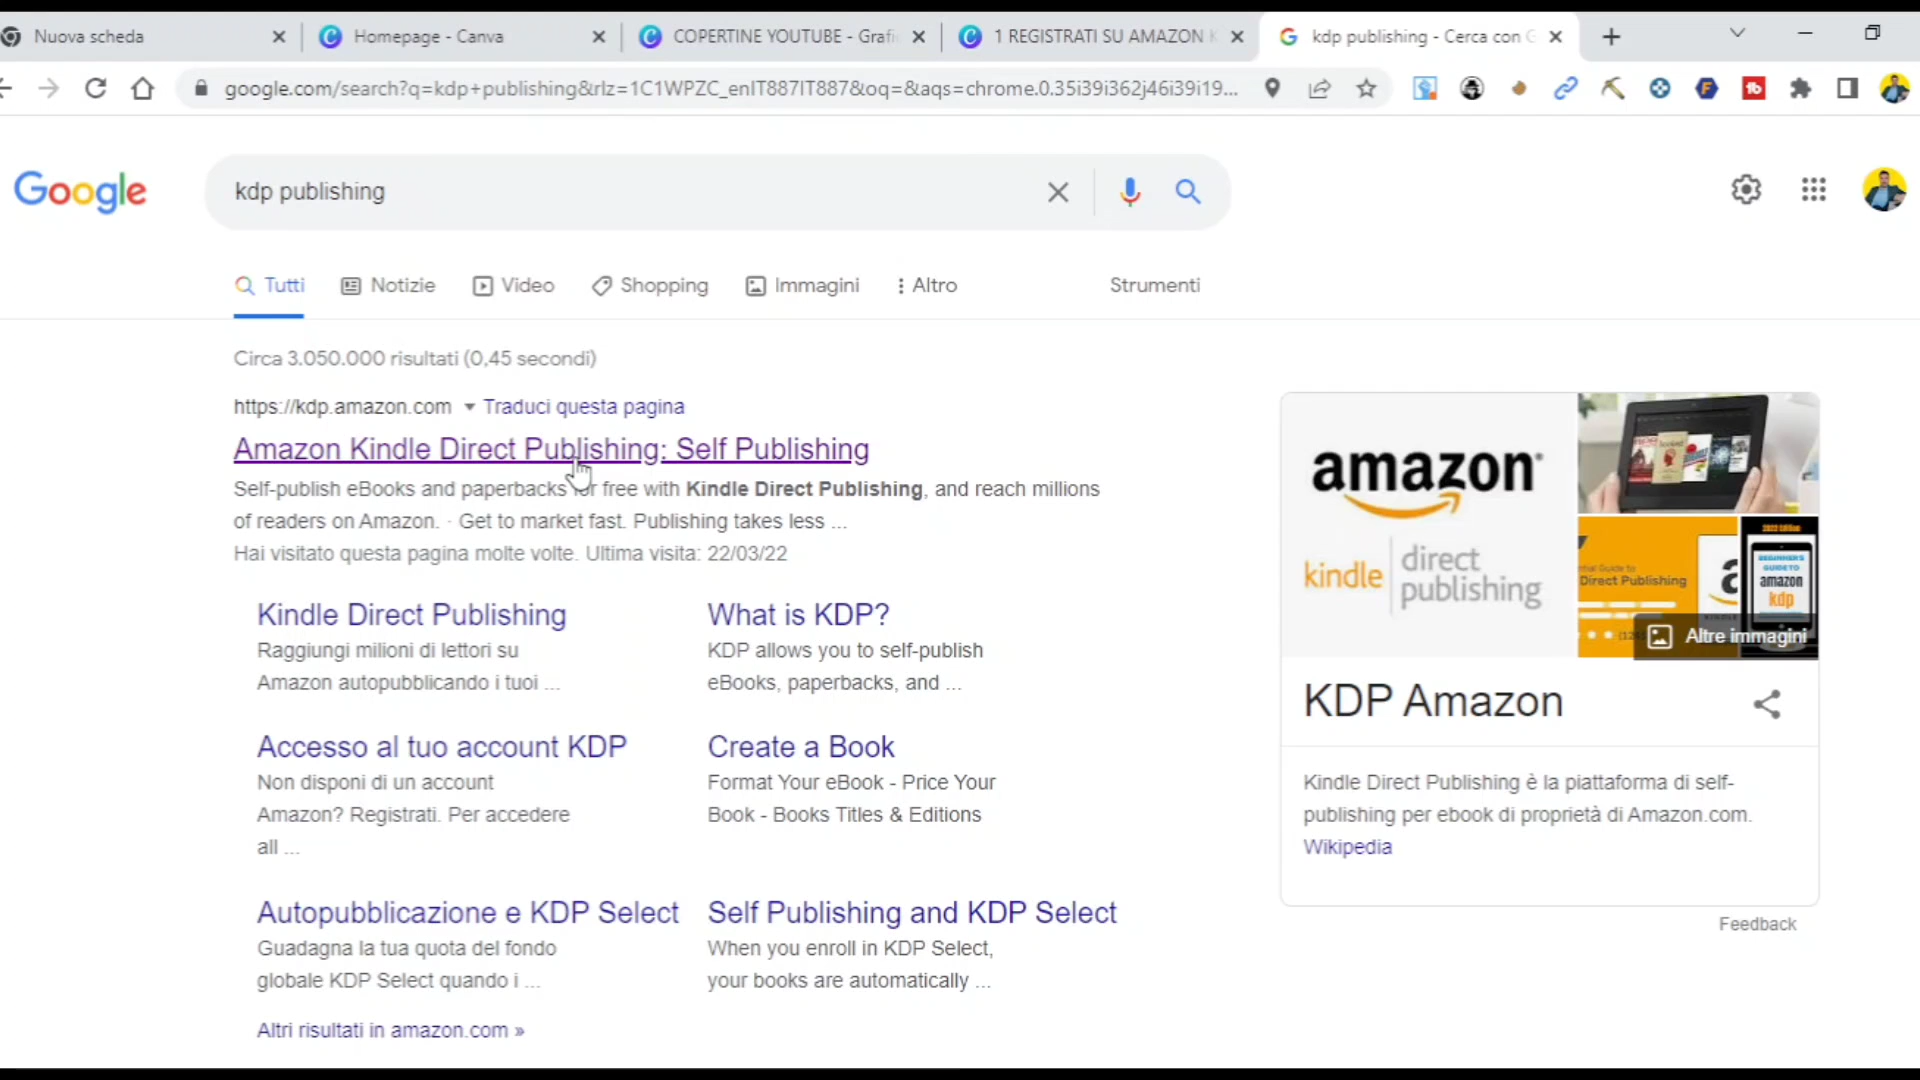 Nuova scheda
Homepage - Canva
COPERTINE YOUTUBE - Grafi
1 REGISTRATI SU AMAZON K
kdp publishing - Cerca con G
google.com/search?q=kdp+publishing&rlz=1C1WPZC_enIT887IT887&oq=&aqs=chrome.0.35i39i362j46i39i19...
Google
kdp publishing
Tutti
Notizie
Video
Shopping
Immagini
Altro
Strumenti
Circa 3.050.000 risultati (0,45 secondi)
https://kdp.amazon.com
Traduci questa pagina
Amazon Kindle Direct Publishing: Self Publishing
Self-publish eBooks and paperbacks for free with Kindle Direct Publishing, and reach millions
of readers on Amazon. · Get to market fast. Publishing takes less ...
Hai visitato questa pagina molte volte. Ultima visita: 22/03/22
Kindle Direct Publishing
Raggiungi milioni di lettori su
Amazon autopubblicando i tuoi ...
What is KDP?
KDP allows you to self-publish
eBooks, paperbacks, and ...
Accesso al tuo account KDP
Non disponi di un account
Amazon? Registrati. Per accedere
all ...
Create a Book
Format Your eBook - Price Your
Book - Books Titles & Editions
Autopubblicazione e KDP Select
Guadagna la tua quota del fondo
globale KDP Select quando i ...
Self Publishing and KDP Select
When you enroll in KDP Select,
your books are automatically ...
Altri risultati in amazon.com »
amazon
kindle
direct
publishing
Direct Publishing
BEGINNER'S
GUIDE TO
amazon
kdp
Altre immagini
KDP Amazon
Kindle Direct Publishing è la piattaforma di self-
publishing per ebook di proprietà di Amazon.com.
Wikipedia
Feedback